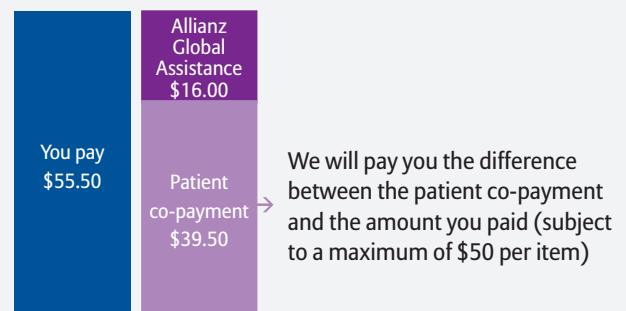 You pay
$55.50
Allianz
Global
Assistance
$16.00
Patient
co-payment
$39.50
We will pay you the difference
between the patient co-payment
and the amount you paid (subject
to a maximum of $50 per item)